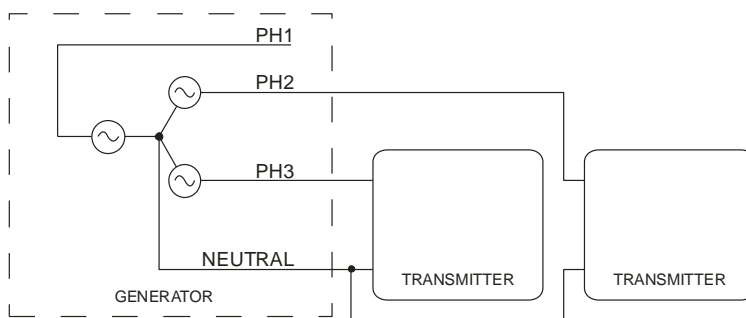 PH1
PH2
PH3
NEUTRAL
GENERATOR
TRANSMITTER
TRANSMITTER